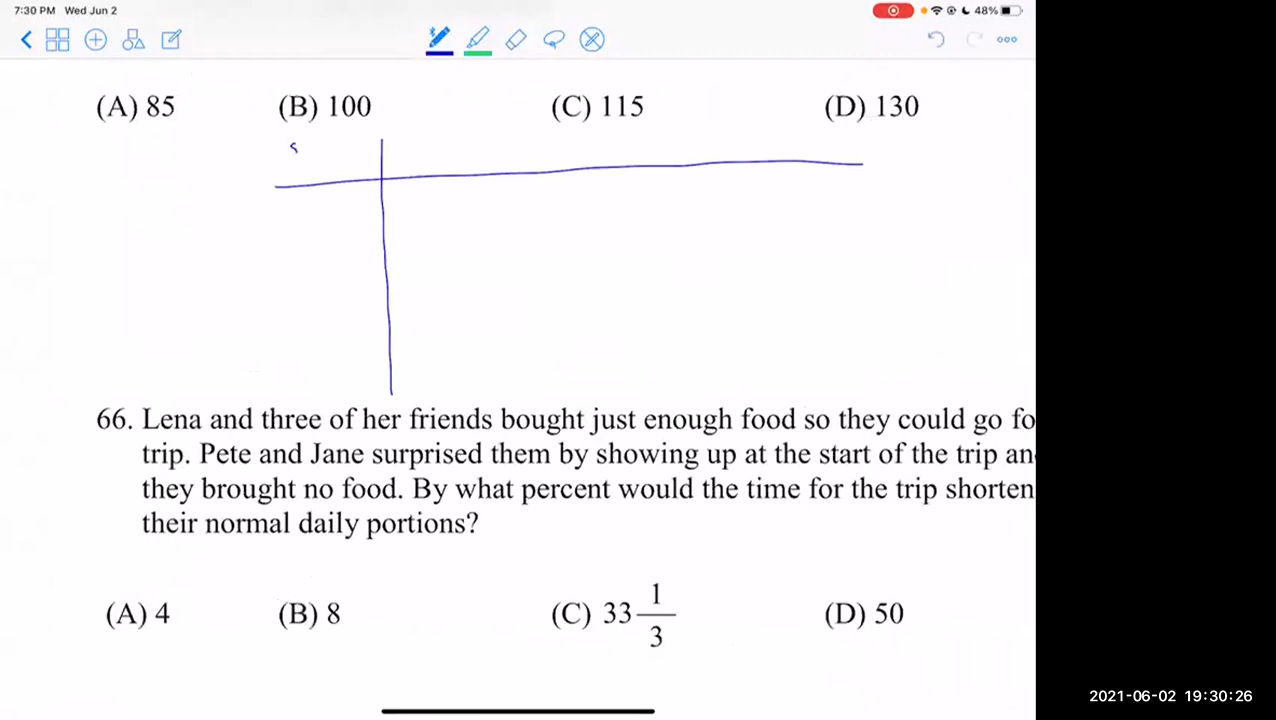 7:30 PM Wed Jun 2
48%
(A) 85 (B) 100 (C) 115 (D) 130
66. Lena and three of her friends bought just enough food so they could go fo
trip. Pete and Jane surprised them by showing up at the start of the trip an
they brought no food. By what percent would the time for the trip shorten
their normal daily portions?
(A) 4 (B) 8 (C) 33 1/3 (D) 50
2021-06-02 19:30:26